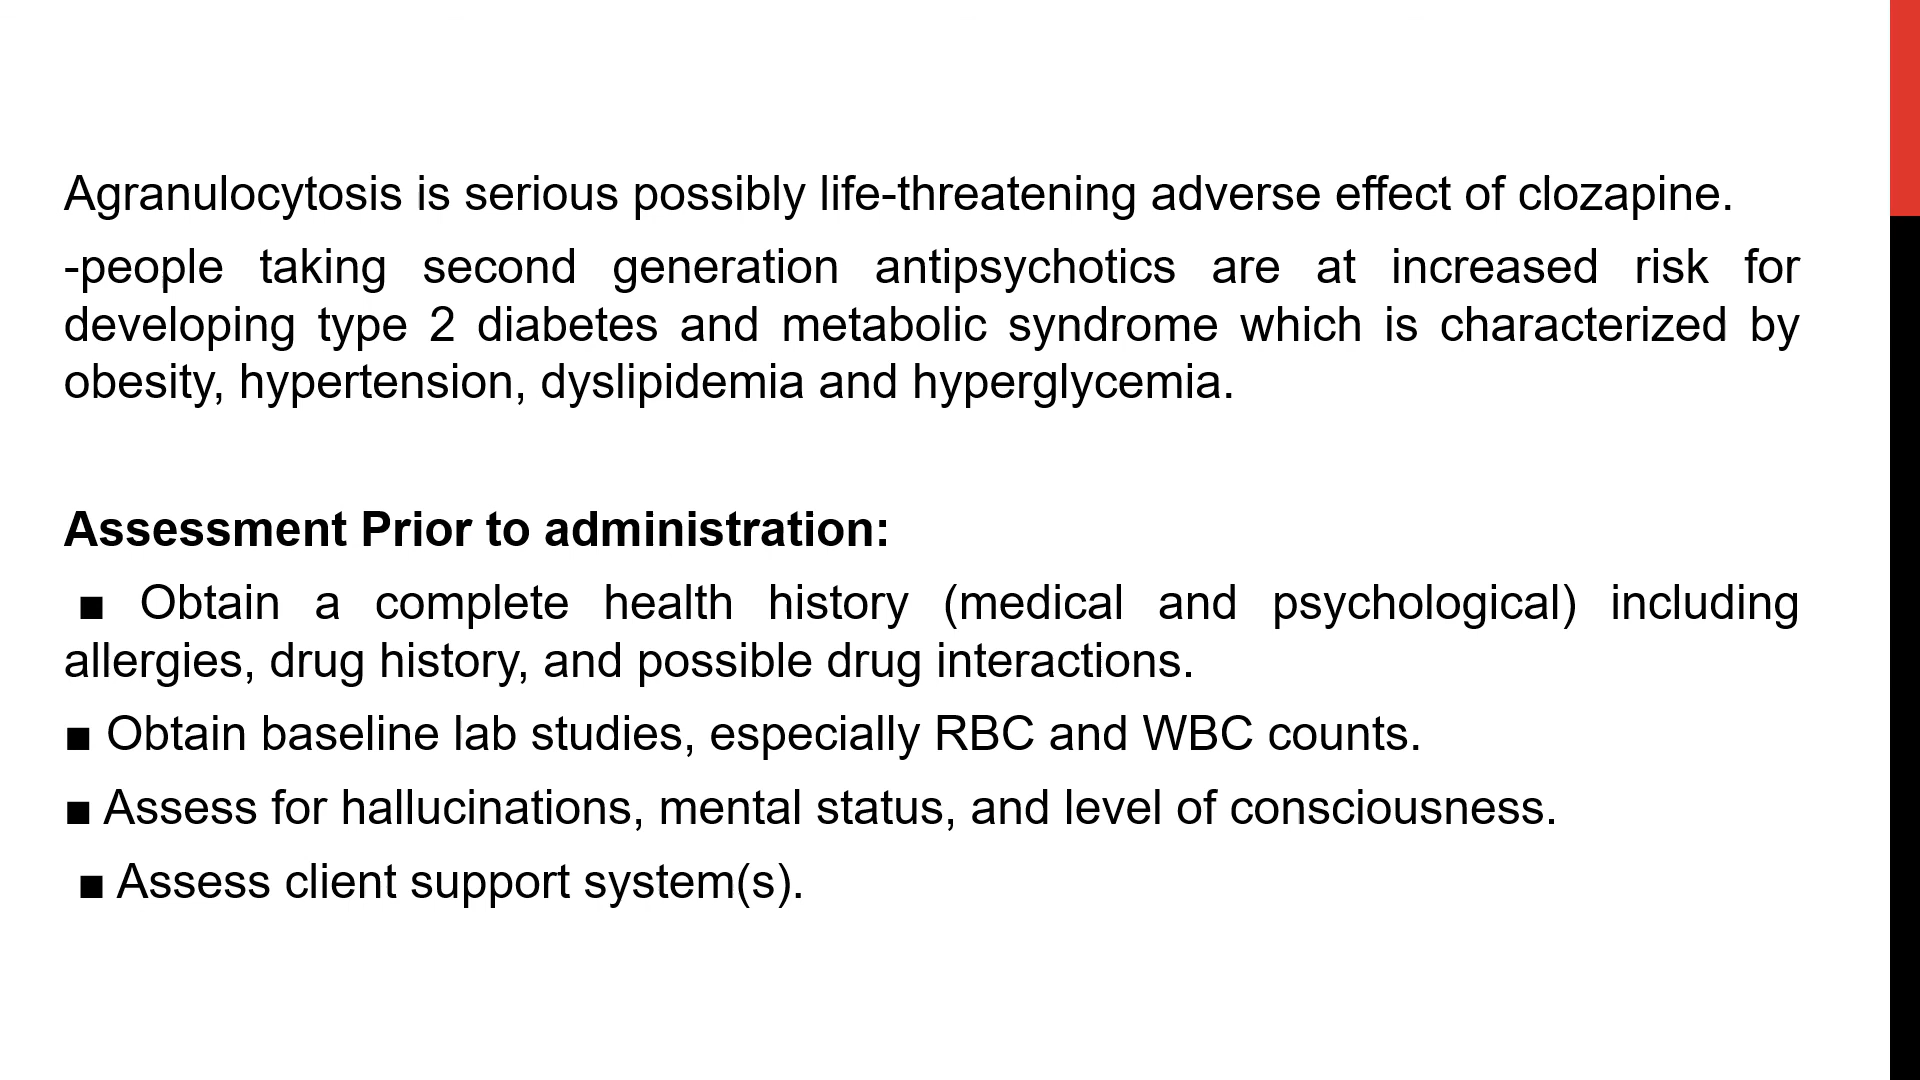 Agranulocytosis is serious possibly life-threatening adverse effect of clozapine.
-people taking second generation antipsychotics are at increased risk for
developing type 2 diabetes and metabolic syndrome which is characterized by
obesity, hypertension, dyslipidemia and hyperglycemia.
Assessment Prior to administration:
■ Obtain a complete health history (medical and psychological) including
allergies, drug history, and possible drug interactions.
■ Obtain baseline lab studies, especially RBC and WBC counts.
■ Assess for hallucinations, mental status, and level of consciousness.
■ Assess client support system(s).